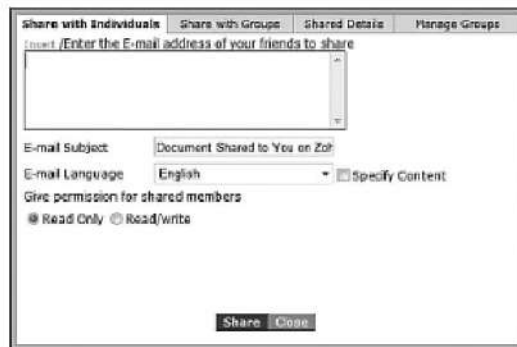 Share with Individuals Share with Groups Shared Details Manage Groups
Insert /Enter the E-mail address of your friends to share
E-mail Subject Document Shared to You on Zoh
E-mail Language English Specify Content
Give permission for shared members
Read Only Read/write
Share Close